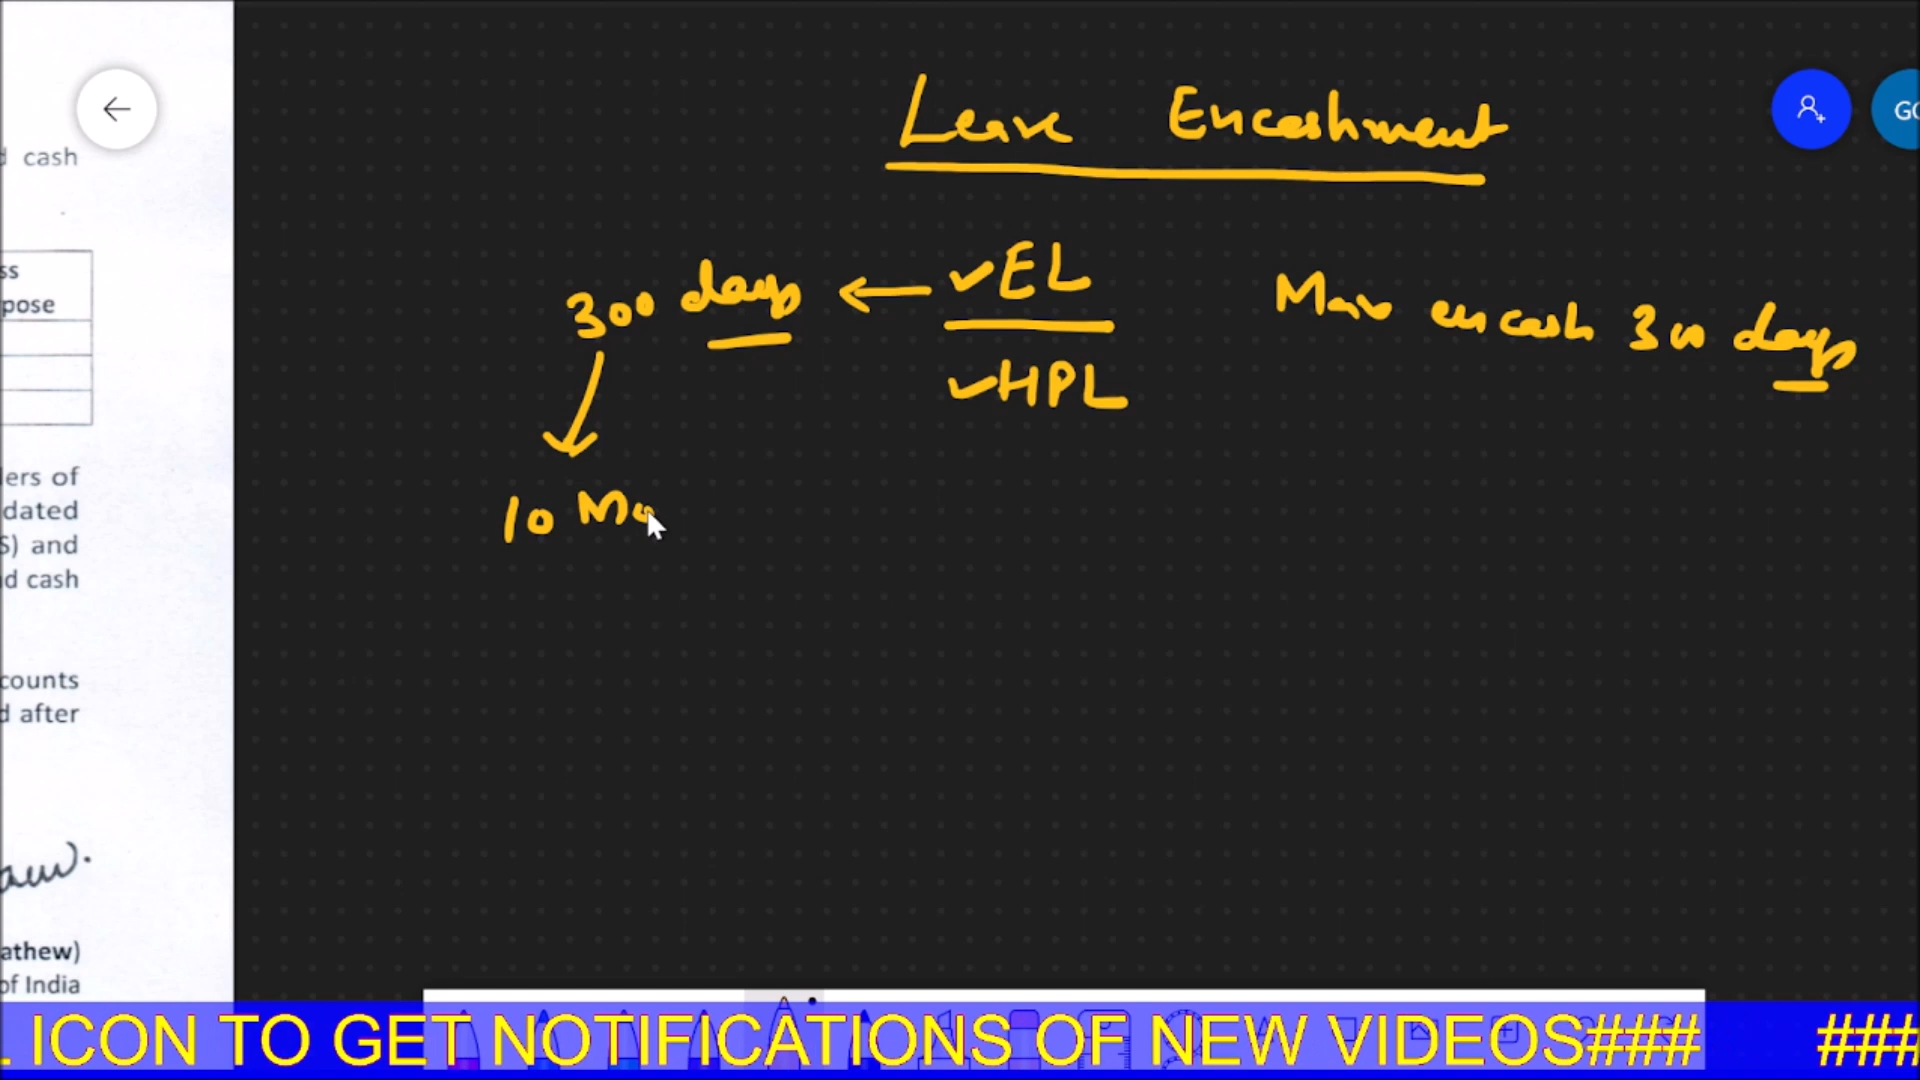 cash
ss
pose
ers of
dated
S) and
d cash
counts
d after
athew)
of India
Leave Encashment
300 days ← ✓EL
✓HPL
Max encash 300 days
10 Mo
GO
ICON TO GET NOTIFICATIONS OF NEW VIDEOS### ###